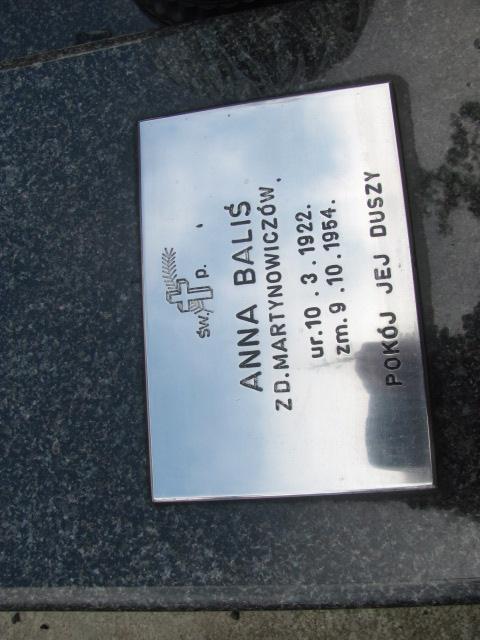 ŚW. P.
ANNA BALIŚ
Z D. MARTYNOWICZÓW,
ur. 10. 3. 1922.
zm. 9. 10. 1954.
POKÓJ JEJ DUSZY